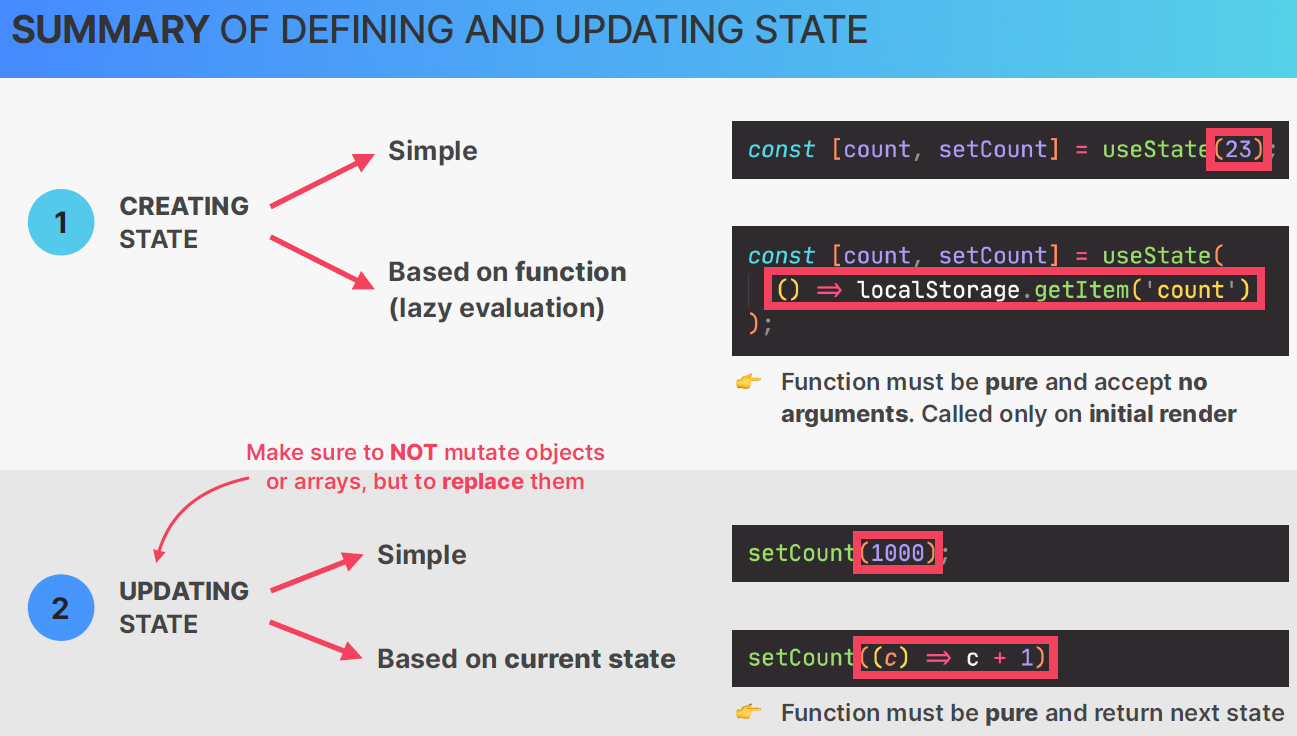 SUMMARY OF DEFINING AND UPDATING STATE
1
CREATING
STATE
Simple
const [count, setCount] = useState(23);
Based on function
(lazy evaluation)
const [count, setCount] = useState(
() => localStorage.getItem('count')
);
👉 Function must be pure and accept no
arguments. Called only on initial render
Make sure to NOT mutate objects
or arrays, but to replace them
2
UPDATING
STATE
Simple
setCount(1000);
Based on current state
setCount((c) => c + 1)
👉 Function must be pure and return next state